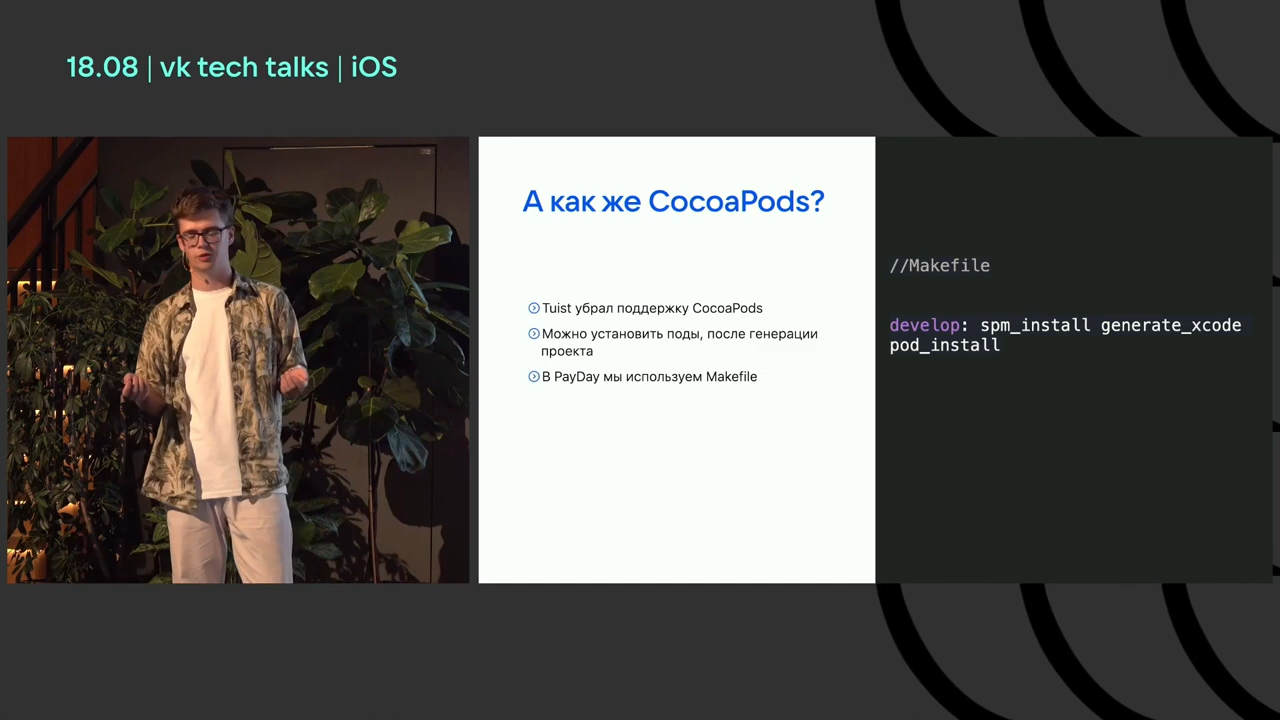 18.08 | vk tech talks | iOS
А как же CocoaPods?
Tuist убрал поддержку CocoaPods
Можно установить поды, после генерации
проекта
В PayDay мы используем Makefile
//Makefile
develop: spm_install generate_xcode
pod_install